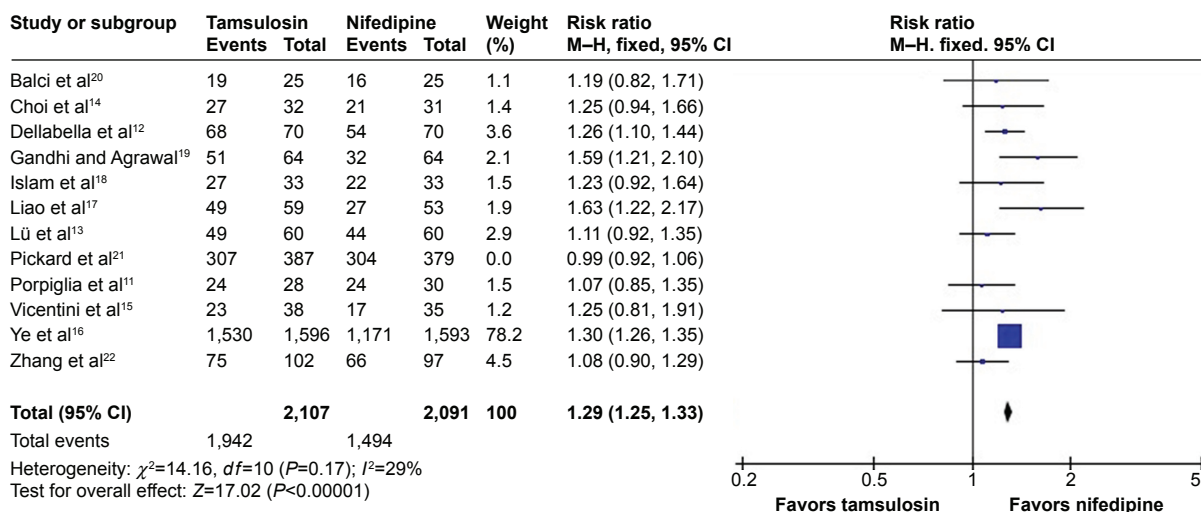 Study or subgroup Tamsulosin Nifedipine Weight Risk ratio Risk ratio
Events Total Events Total (%) M–H, fixed, 95% CI M–H. fixed. 95% CI
Balci et al20 19 25 16 25 1.1 1.19 (0.82, 1.71)
Choi et al14 27 32 21 31 1.4 1.25 (0.94, 1.66)
Dellabella et al12 68 70 54 70 3.6 1.26 (1.10, 1.44)
Gandhi and Agrawal19 51 64 32 64 2.1 1.59 (1.21, 2.10)
Islam et al18 27 33 22 33 1.5 1.23 (0.92, 1.64)
Liao et al17 49 59 27 53 1.9 1.63 (1.22, 2.17)
Lü et al13 49 60 44 60 2.9 1.11 (0.92, 1.35)
Pickard et al21 307 387 304 379 0.0 0.99 (0.92, 1.06)
Porpiglia et al11 24 28 24 30 1.5 1.07 (0.85, 1.35)
Vicentini et al15 23 38 17 35 1.2 1.25 (0.81, 1.91)
Ye et al16 1,530 1,596 1,171 1,593 78.2 1.30 (1.26, 1.35)
Zhang et al22 75 102 66 97 4.5 1.08 (0.90, 1.29)
Total (95% CI) 2,107 2,091 100 1.29 (1.25, 1.33)
Total events 1,942 1,494
Heterogeneity: χ²=14.16, df=10 (P=0.17); I²=29%
Test for overall effect: Z=17.02 (P<0.00001)
0.2 0.5 1 2 5
Favors tamsulosin Favors nifedipine